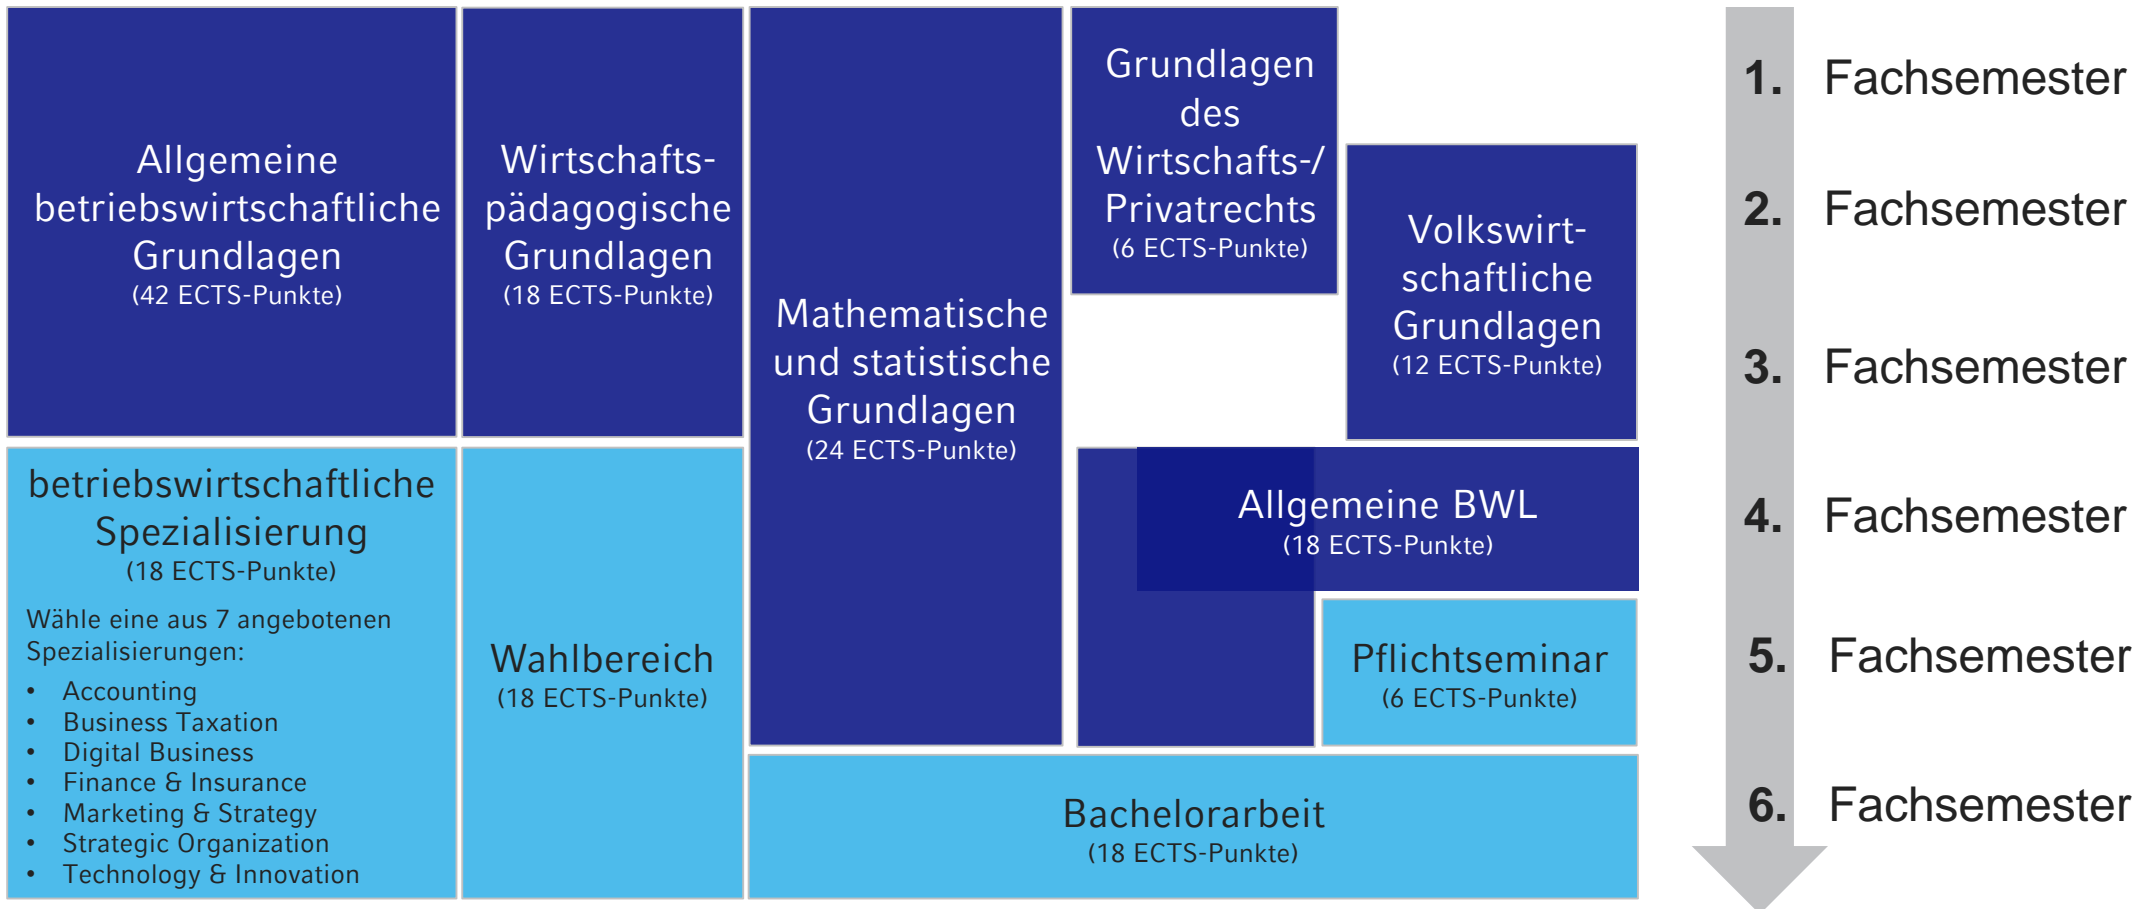 Allgemeine
betriebswirtschaftliche
Grundlagen
(42 ECTS-Punkte)
Wirtschafts-
pädagogische
Grundlagen
(18 ECTS-Punkte)
Mathematische
und statistische
Grundlagen
(24 ECTS-Punkte)
Grundlagen
des
Wirtschafts-/
Privatrechts
(6 ECTS-Punkte)
Volkswirt-
schaftliche
Grundlagen
(12 ECTS-Punkte)
betriebswirtschaftliche
Spezialisierung
(18 ECTS-Punkte)
Wähle eine aus 7 angebotenen
Spezialisierungen:
• Accounting
• Business Taxation
• Digital Business
• Finance & Insurance
• Marketing & Strategy
• Strategic Organization
• Technology & Innovation
Wahlbereich
(18 ECTS-Punkte)
Allgemeine BWL
(18 ECTS-Punkte)
Pflichtseminar
(6 ECTS-Punkte)
Bachelorarbeit
(18 ECTS-Punkte)
1. Fachsemester
2. Fachsemester
3. Fachsemester
4. Fachsemester
5. Fachsemester
6. Fachsemester